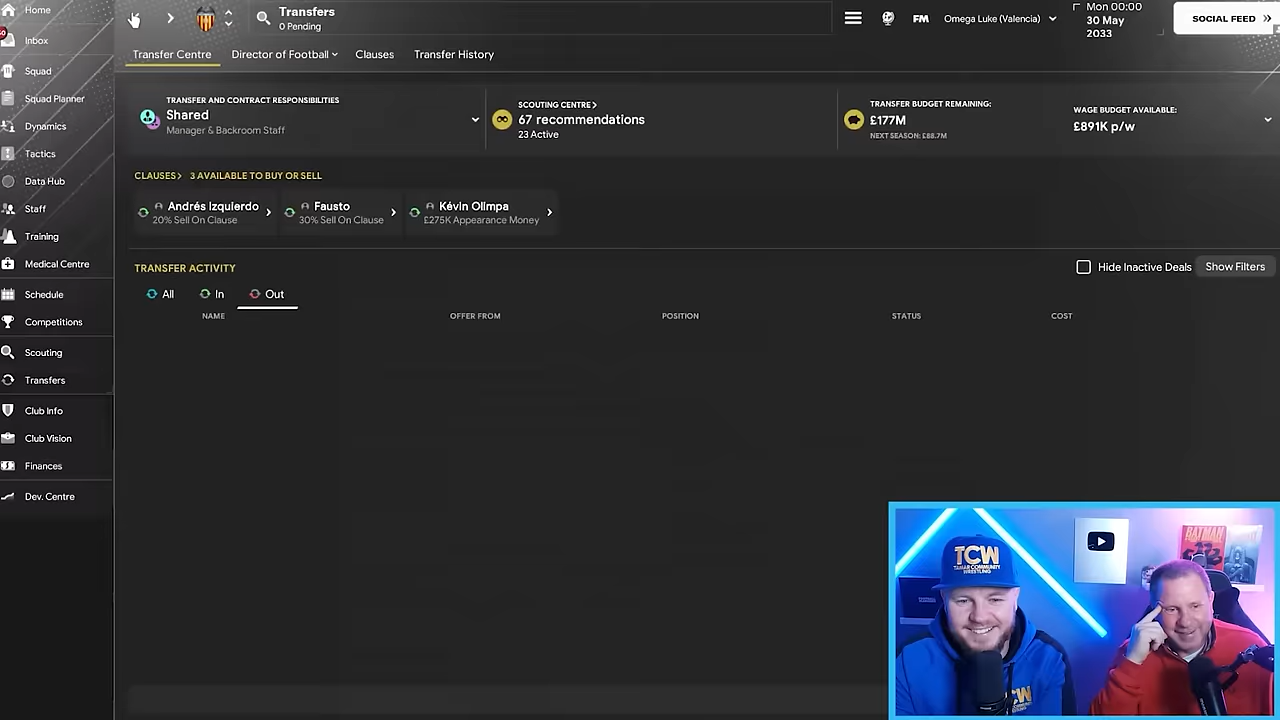 Home
Transfers
0 Pending
FM
Omega Luke (Valencia)
Mon 00:00
30 May
2033
SOCIAL FEED
Inbox
Squad
Squad Planner
Dynamics
Tactics
Data Hub
Staff
Training
Medical Centre
Schedule
Competitions
Scouting
Transfers
Club Info
Club Vision
Finances
Dev. Centre
Transfer Centre
Director of Football
Clauses
Transfer History
TRANSFER AND CONTRACT RESPONSIBILITIES
Shared
Manager & Backroom Staff
SCOUTING CENTRE >
67 recommendations
23 Active
TRANSFER BUDGET REMAINING:
£177M
NEXT SEASON: £88.7M
WAGE BUDGET AVAILABLE:
£891K p/w
CLAUSES > 3 AVAILABLE TO BUY OR SELL
Andrés Izquierdo
20% Sell On Clause
Fausto
30% Sell On Clause
Kévin Olimpa
£275K Appearance Money
TRANSFER ACTIVITY
Hide Inactive Deals
Show Filters
All
In
Out
NAME
OFFER FROM
POSITION
STATUS
COST
TCW
TAMAR COMMUNITY
WRESTLING
BATMAN